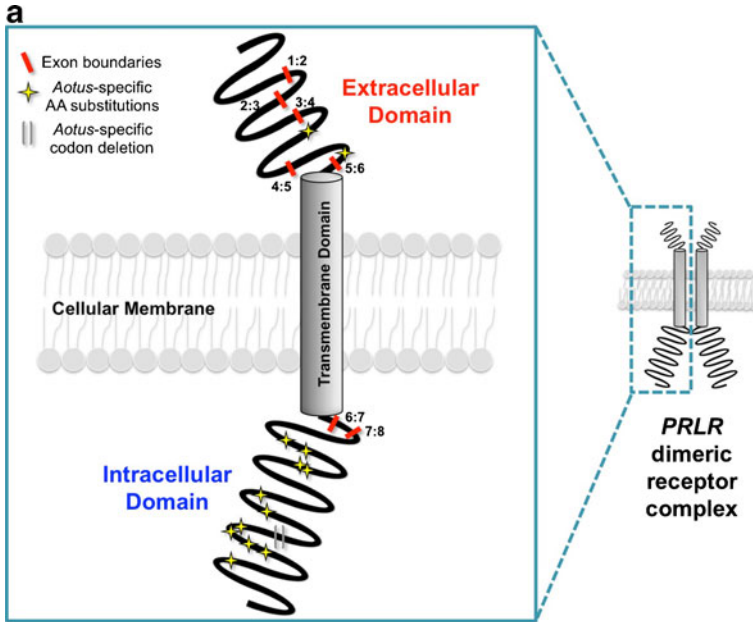 a
Exon boundaries
Aotus-specific
AA substitutions
Aotus-specific
codon deletion
1:2
2:3
3:4
4:5
5:6
Extracellular
Domain
Transmembrane Domain
Cellular Membrane
6:7
7:8
Intracellular
Domain
PRLR
dimeric
receptor
complex